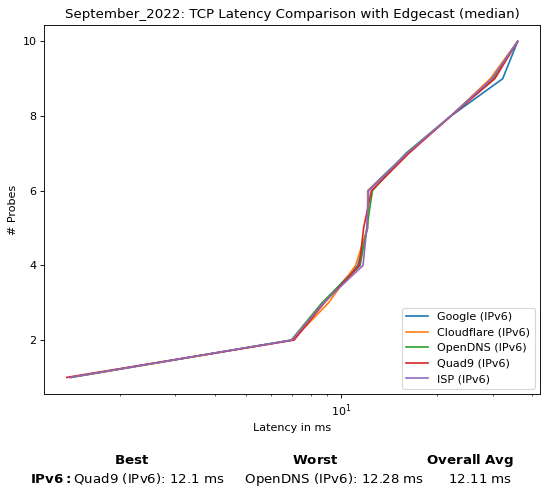 September_2022: TCP Latency Comparison with Edgecast (median)
10
8
6
4
2
# Probes
10¹
Latency in ms
Google (IPv6)
Cloudflare (IPv6)
OpenDNS (IPv6)
Quad9 (IPv6)
ISP (IPv6)
Best Worst Overall Avg
IPv6: Quad9 (IPv6): 12.1 ms OpenDNS (IPv6): 12.28 ms 12.11 ms